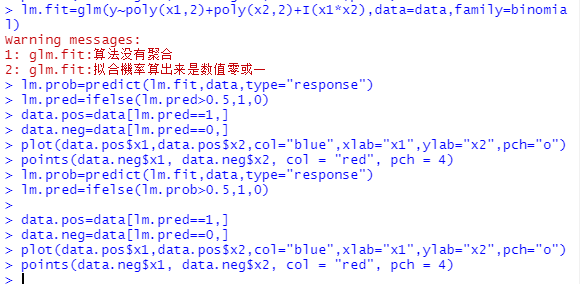 > lm.fit=glm(y~poly(x1,2)+poly(x2,2)+I(x1*x2),data=data,family=binomia
l)
Warning messages:
1: glm.fit:算法没有聚合
2: glm.fit:拟合機率算出来是数值零或一
> lm.prob=predict(lm.fit,data,type="response")
> lm.pred=ifelse(lm.pred>0.5,1,0)
> data.pos=data[lm.pred==1,]
> data.neg=data[lm.pred==0,]
> plot(data.pos$x1,data.pos$x2,col="blue",xlab="x1",ylab="x2",pch="o")
> points(data.neg$x1, data.neg$x2, col = "red", pch = 4)
> lm.prob=predict(lm.fit,data,type="response")
> lm.pred=ifelse(lm.prob>0.5,1,0)
>
> data.pos=data[lm.pred==1,]
> data.neg=data[lm.pred==0,]
> plot(data.pos$x1,data.pos$x2,col="blue",xlab="x1",ylab="x2",pch="o")
> points(data.neg$x1, data.neg$x2, col = "red", pch = 4)
>